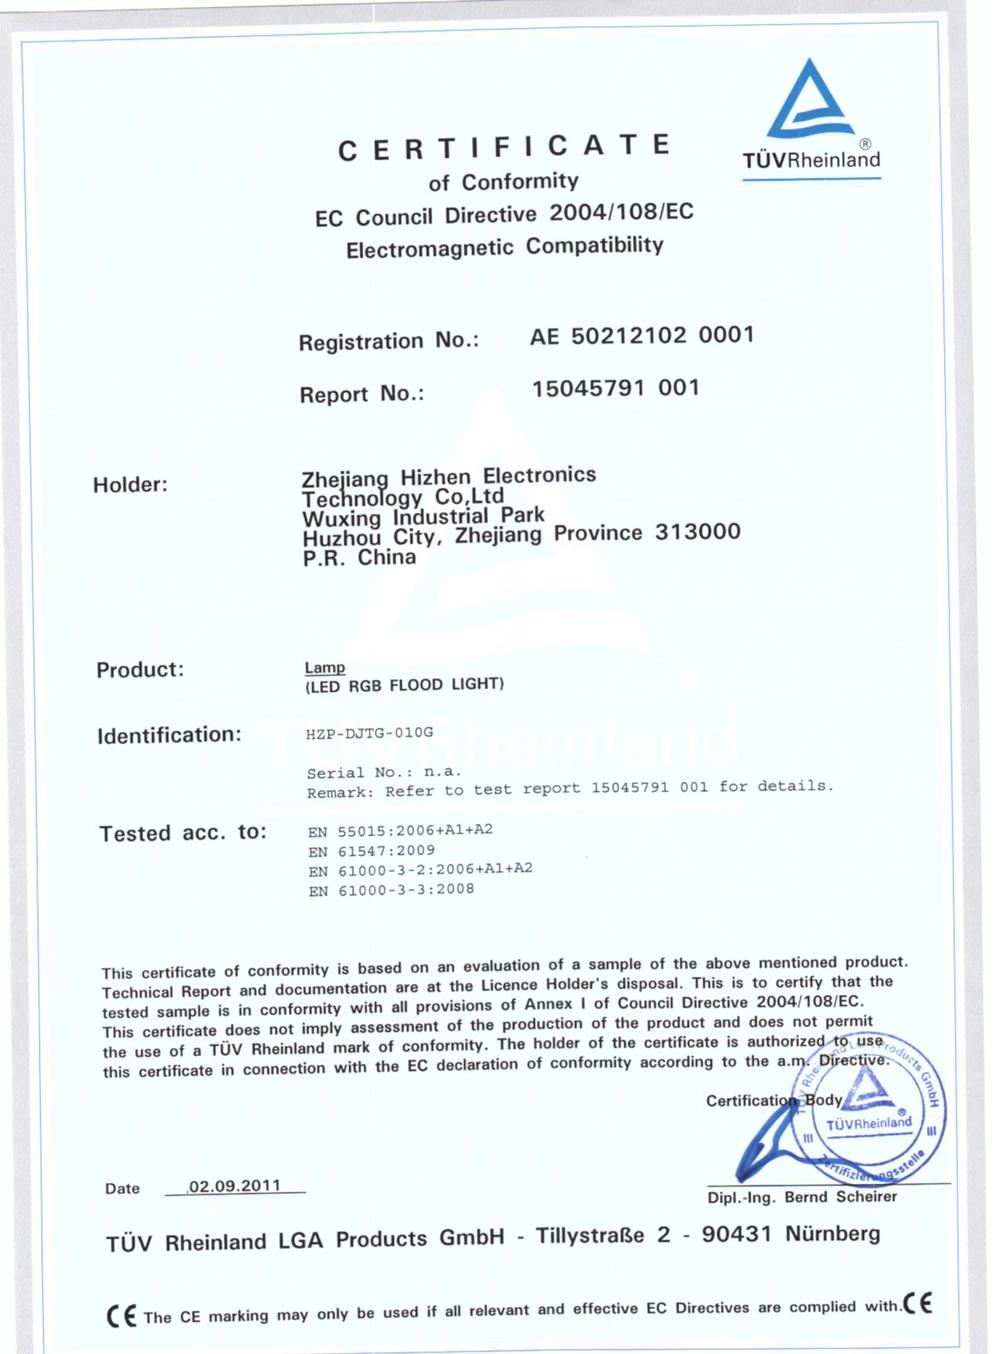 TÜVRheinland®
CERTIFICATE
of Conformity
EC Council Directive 2004/108/EC
Electromagnetic Compatibility
Registration No.: AE 50212102 0001
Report No.: 15045791 001
Holder: Zhejiang Hizhen Electronics
Technology Co,Ltd
Wuxing Industrial Park
Huzhou City, Zhejiang Province 313000
P.R. China
Product: Lamp
(LED RGB FLOOD LIGHT)
Identification: HZP-DJTG-010G
TÜVRheinland®
Serial No.: n.a.
Remark: Refer to test report 15045791 001 for details.
Tested acc. to: EN 55015:2006+A1+A2
EN 61547:2009
EN 61000-3-2:2006+A1+A2
EN 61000-3-3:2008
This certificate of conformity is based on an evaluation of a sample of the above mentioned product.
Technical Report and documentation are at the Licence Holder's disposal. This is to certify that the
tested sample is in conformity with all provisions of Annex I of Council Directive 2004/108/EC.
This certificate does not imply assessment of the production of the product and does not permit
the use of a TÜV Rheinland mark of conformity. The holder of the certificate is authorized to use
this certificate in connection with the EC declaration of conformity according to the a.m. Directive.
Certification Body
TÜV Rheinland LGA Products GmbH
TÜVRheinland®
III III
Zertifizierungsstelle
Date 02.09.2011
Dipl.-Ing. Bernd Scheirer
TÜV Rheinland LGA Products GmbH - Tillystraße 2 - 90431 Nürnberg
CE The CE marking may only be used if all relevant and effective EC Directives are complied with. CE